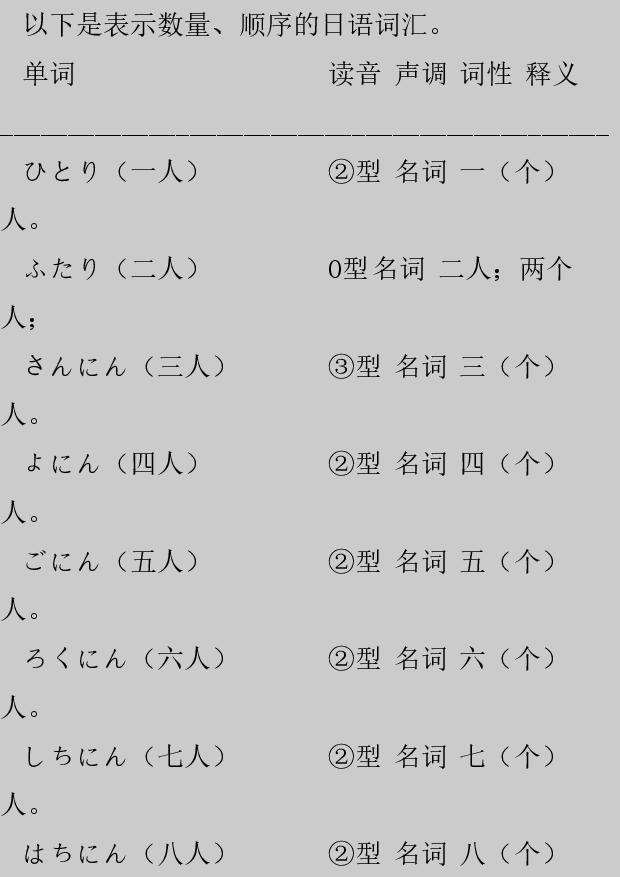 以下是表示数量、顺序的日语词汇。
单词 读音 声调 词性 释义
ひとり（一人） ②型 名词 一（个）
人。
ふたり（二人） 0型名词 二人；两个
人；
さんにん（三人） ③型 名词 三（个）
人。
よにん（四人） ②型 名词 四（个）
人。
ごにん（五人） ②型 名词 五（个）
人。
ろくにん（六人） ②型 名词 六（个）
人。
しちにん（七人） ②型 名词 七（个）
人。
はちにん（八人） ②型 名词 八（个）